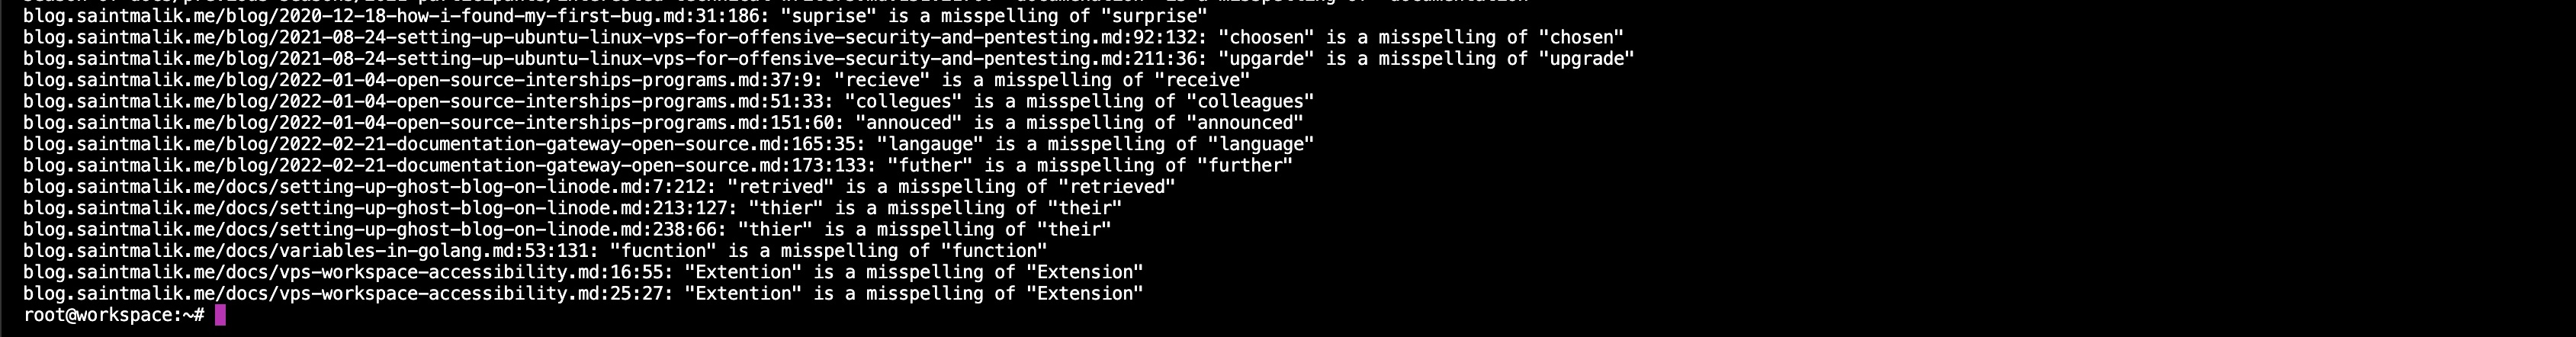 blog.saintmalik.me/blog/2020-12-18-how-i-found-my-first-bug.md:31:186: "suprise" is a misspelling of "surprise"
blog.saintmalik.me/blog/2021-08-24-setting-up-ubuntu-linux-vps-for-offensive-security-and-pentesting.md:92:132: "choosen" is a misspelling of "chosen"
blog.saintmalik.me/blog/2021-08-24-setting-up-ubuntu-linux-vps-for-offensive-security-and-pentesting.md:211:36: "upgarde" is a misspelling of "upgrade"
blog.saintmalik.me/blog/2022-01-04-open-source-interships-programs.md:37:9: "recieve" is a misspelling of "receive"
blog.saintmalik.me/blog/2022-01-04-open-source-interships-programs.md:51:33: "collegues" is a misspelling of "colleagues"
blog.saintmalik.me/blog/2022-01-04-open-source-interships-programs.md:151:60: "annouced" is a misspelling of "announced"
blog.saintmalik.me/blog/2022-02-21-documentation-gateway-open-source.md:165:35: "langauge" is a misspelling of "language"
blog.saintmalik.me/blog/2022-02-21-documentation-gateway-open-source.md:173:133: "futher" is a misspelling of "further"
blog.saintmalik.me/docs/setting-up-ghost-blog-on-linode.md:7:212: "retrived" is a misspelling of "retrieved"
blog.saintmalik.me/docs/setting-up-ghost-blog-on-linode.md:213:127: "thier" is a misspelling of "their"
blog.saintmalik.me/docs/setting-up-ghost-blog-on-linode.md:238:66: "thier" is a misspelling of "their"
blog.saintmalik.me/docs/variables-in-golang.md:53:131: "fucntion" is a misspelling of "function"
blog.saintmalik.me/docs/vps-workspace-accessibility.md:16:55: "Extention" is a misspelling of "Extension"
blog.saintmalik.me/docs/vps-workspace-accessibility.md:25:27: "Extention" is a misspelling of "Extension"
root@workspace:~#